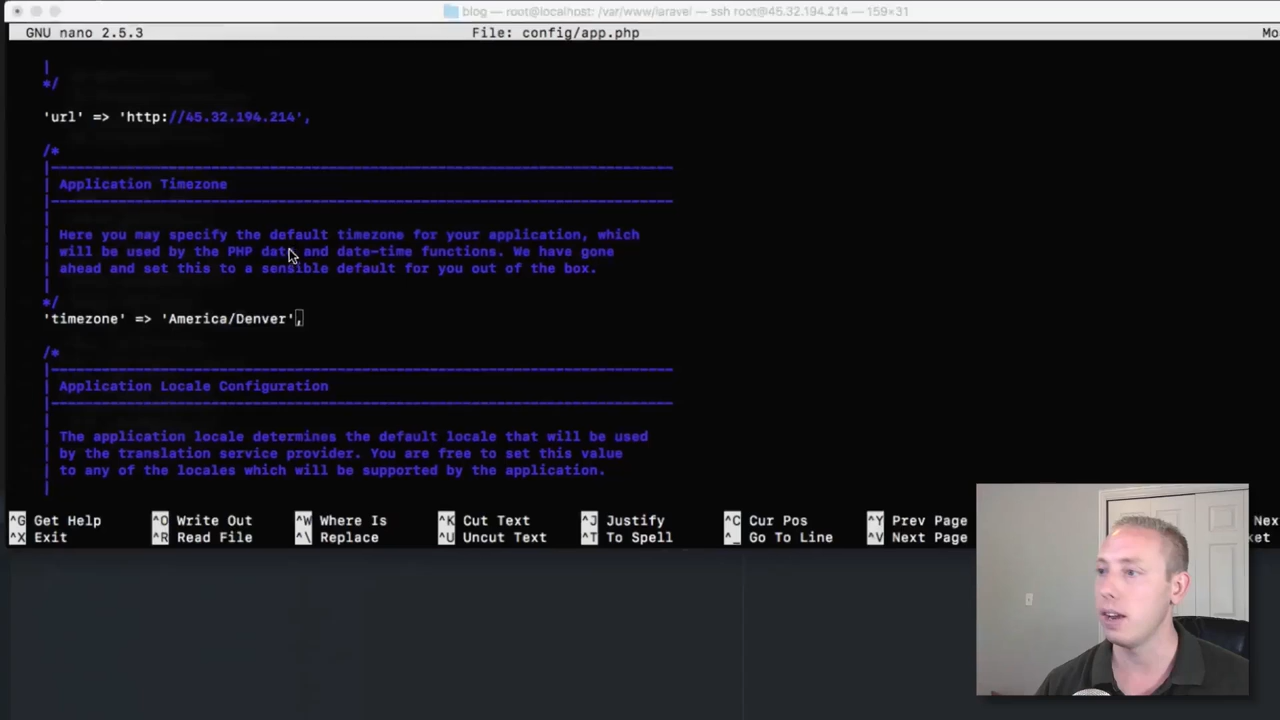 blog — root@localhost: /var/www/laravel — ssh root@45.32.194.214 — 159×31
GNU nano 2.5.3 File: config/app.php Mo
|
*/
'url' => 'http://45.32.194.214',
/*
|--------------------------------------------------------------------------
| Application Timezone
|--------------------------------------------------------------------------
|
| Here you may specify the default timezone for your application, which
| will be used by the PHP date and date-time functions. We have gone
| ahead and set this to a sensible default for you out of the box.
|
*/
'timezone' => 'America/Denver',
/*
|--------------------------------------------------------------------------
| Application Locale Configuration
|--------------------------------------------------------------------------
|
| The application locale determines the default locale that will be used
| by the translation service provider. You are free to set this value
| to any of the locales which will be supported by the application.
|
^G Get Help ^O Write Out ^W Where Is ^K Cut Text ^J Justify ^C Cur Pos ^Y Prev Page Nex
^X Exit ^R Read File ^\ Replace ^U Uncut Text ^T To Spell ^_ Go To Line ^V Next Page ket